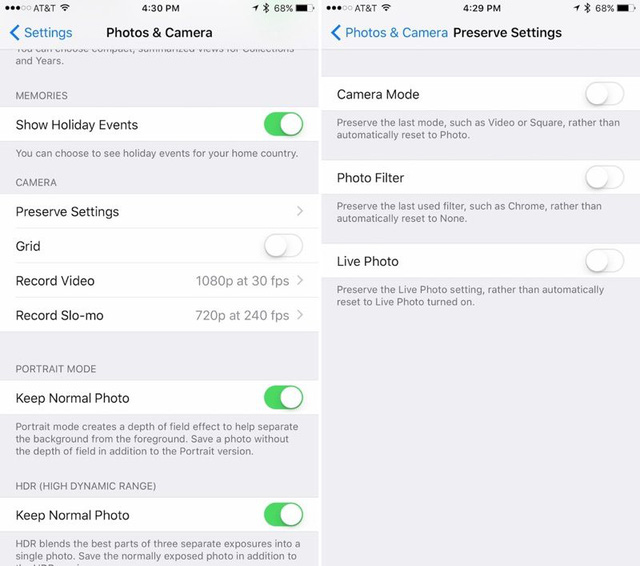 AT&T 4:30 PM 68%
Settings Photos & Camera
You can choose compact, summarized views for Collections
and Years.
MEMORIES
Show Holiday Events
You can choose to see holiday events for your home country.
CAMERA
Preserve Settings
Grid
Record Video 1080p at 30 fps
Record Slo-mo 720p at 240 fps
PORTRAIT MODE
Keep Normal Photo
Portrait mode creates a depth of field effect to help separate
the background from the foreground. Save a photo without
the depth of field in addition to the Portrait version.
HDR (HIGH DYNAMIC RANGE)
Keep Normal Photo
HDR blends the best parts of three separate exposures into a
single photo. Save the normally exposed photo in addition to
AT&T 4:29 PM 68%
Photos & Camera Preserve Settings
Camera Mode
Preserve the last mode, such as Video or Square, rather than
automatically reset to Photo.
Photo Filter
Preserve the last used filter, such as Chrome, rather than
automatically reset to None.
Live Photo
Preserve the Live Photo setting, rather than automatically
reset to Live Photo turned on.